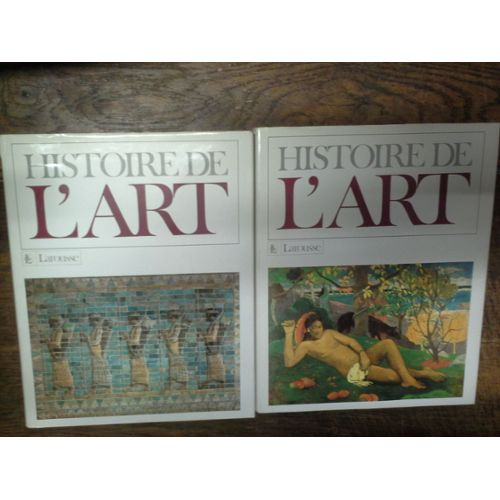 HISTOIRE DE
L'ART
Larousse
HISTOIRE DE
L'ART
Larousse